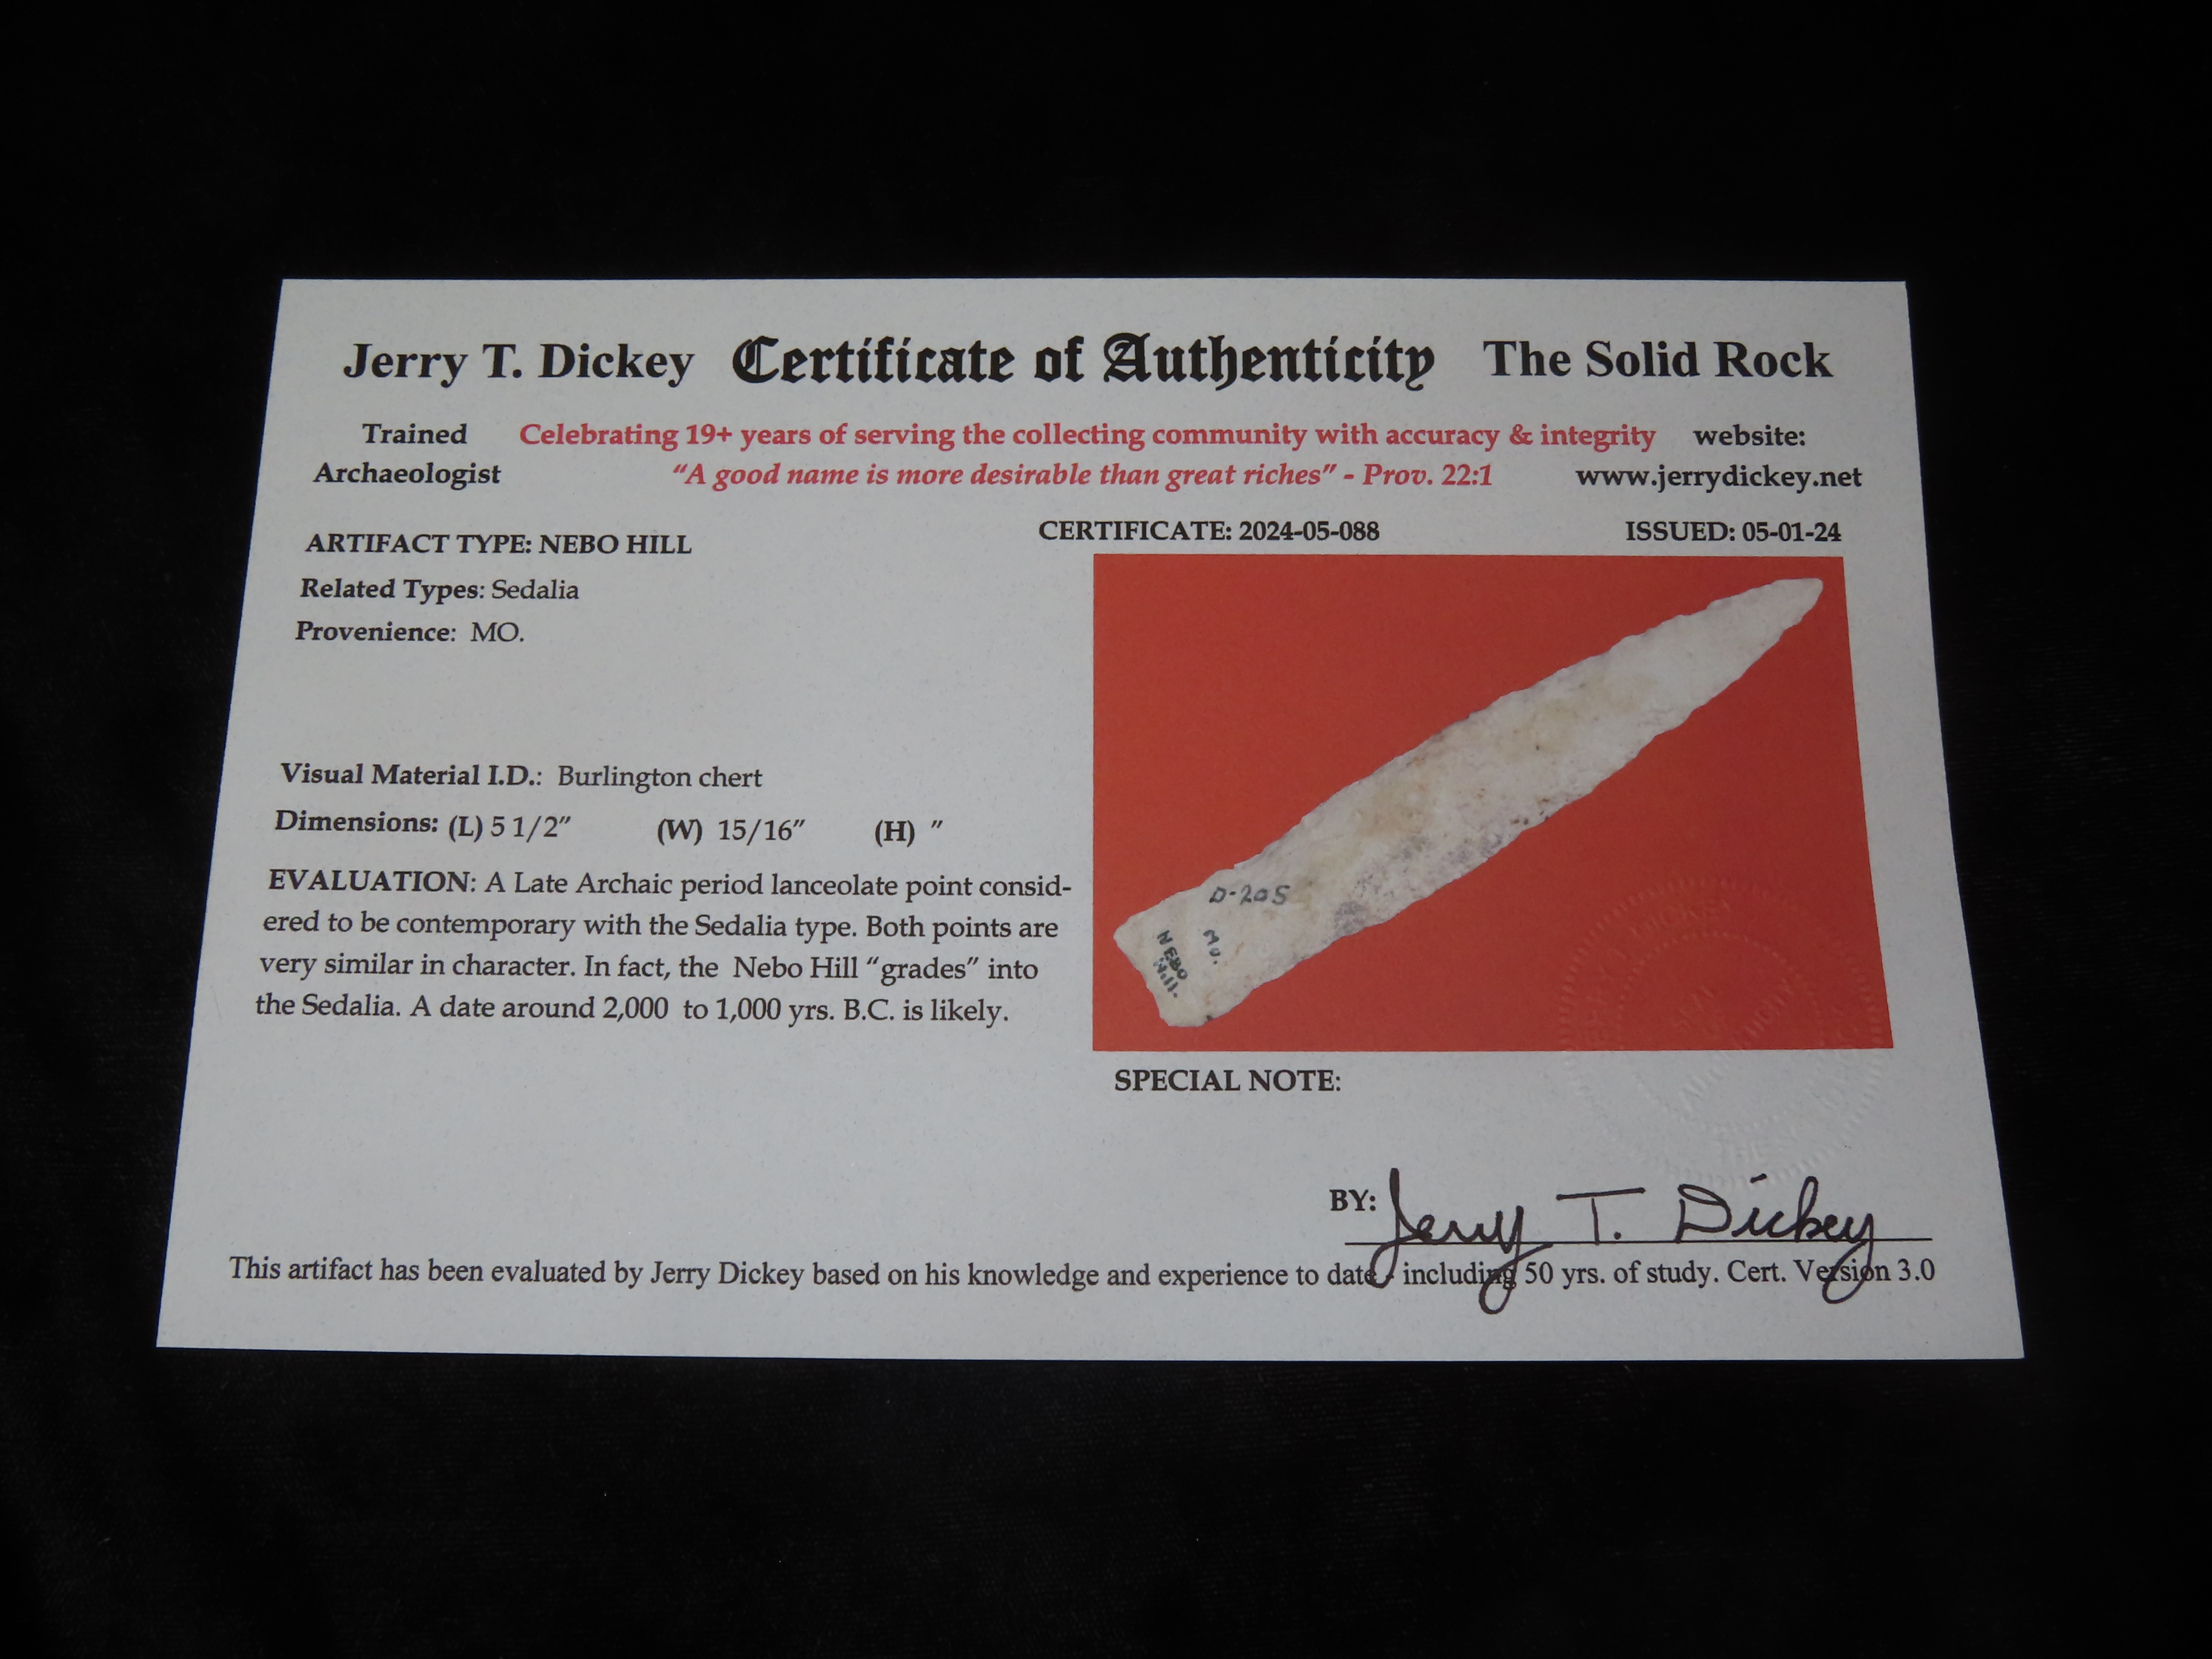 Jerry T. Dickey Certificate of Authenticity The Solid Rock
Trained Celebrating 19+ years of serving the collecting community with accuracy & integrity website:
Archaeologist "A good name is more desirable than great riches" - Prov. 22:1 www.jerrydickey.net
CERTIFICATE: 2024-05-088 ISSUED: 05-01-24
ARTIFACT TYPE: NEBO HILL
Related Types: Sedalia
Provenience: MO.
Visual Material I.D.: Burlington chert
Dimensions: (L) 5 1/2" (W) 15/16" (H) "
EVALUATION: A Late Archaic period lanceolate point consid-
ered to be contemporary with the Sedalia type. Both points are
very similar in character. In fact, the Nebo Hill "grades" into
the Sedalia. A date around 2,000 to 1,000 yrs. B.C. is likely.
D-205
Mo.
NEBO
Hill.
SPECIAL NOTE:
BY: Jerry T. Dickey
This artifact has been evaluated by Jerry Dickey based on his knowledge and experience to date - including 50 yrs. of study. Cert. Version 3.0